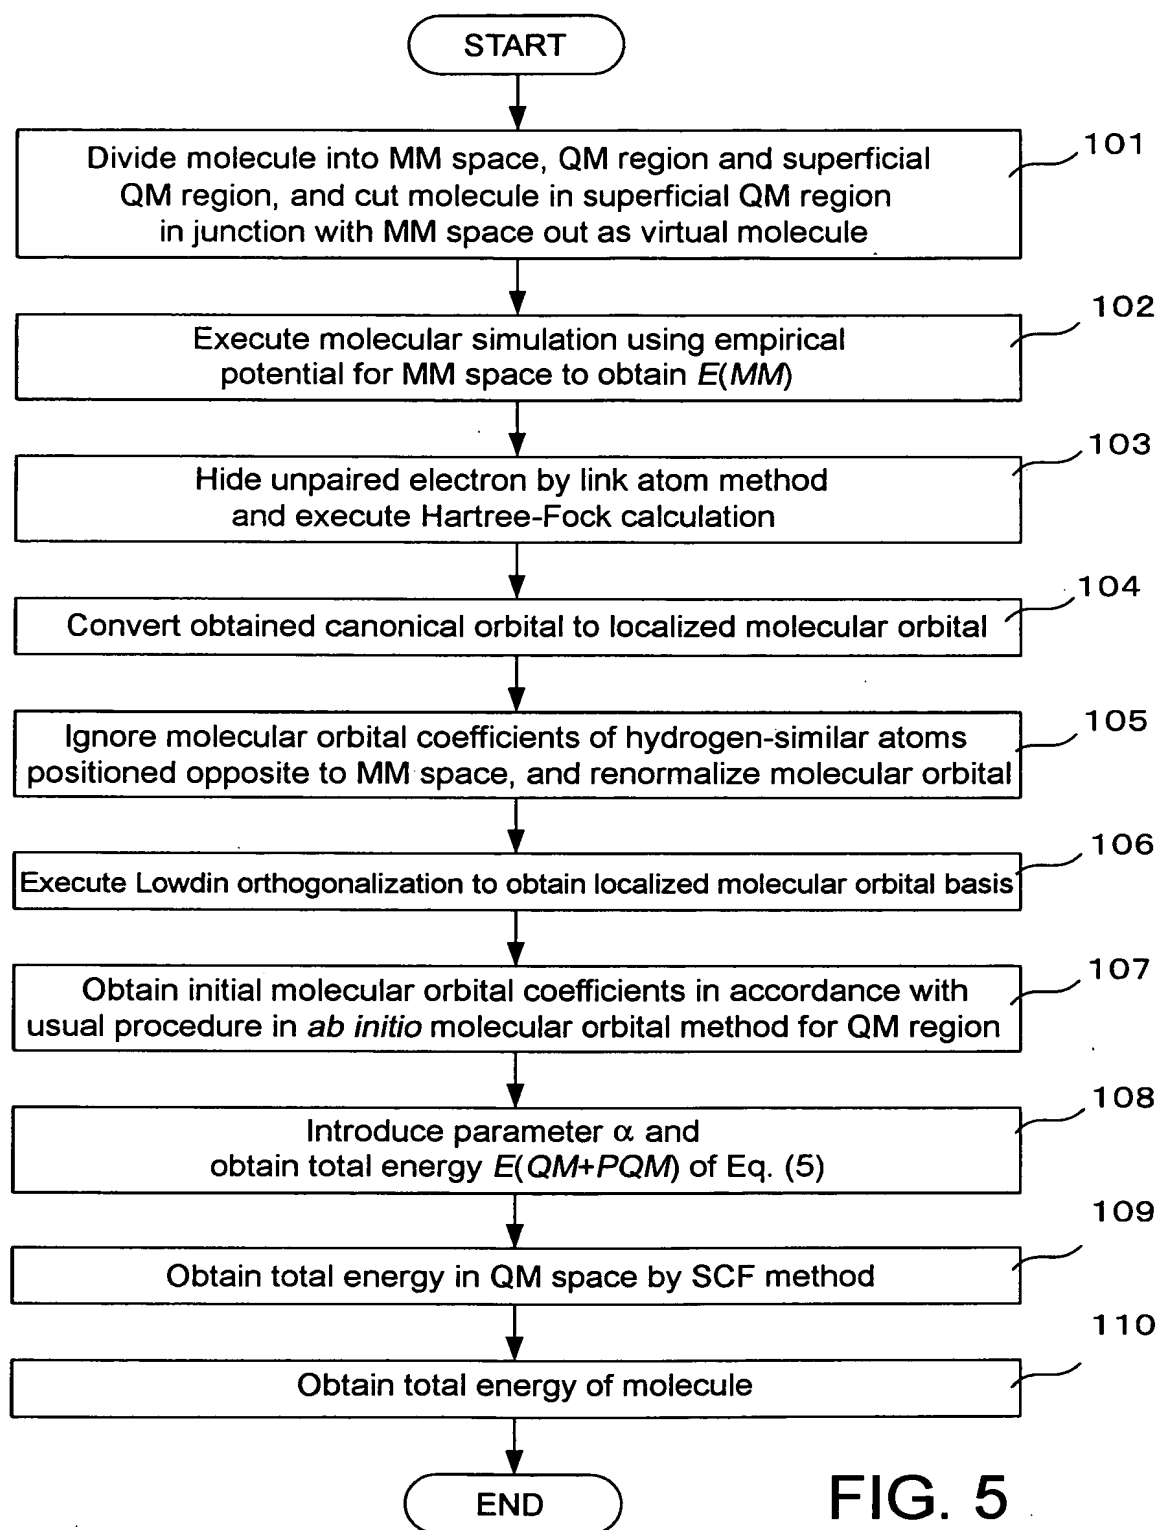 START
Divide molecule into MM space, QM region and superficial
QM region, and cut molecule in superficial QM region
in junction with MM space out as virtual molecule
101
Execute molecular simulation using empirical
potential for MM space to obtain E(MM)
102
Hide unpaired electron by link atom method
and execute Hartree-Fock calculation
103
Convert obtained canonical orbital to localized molecular orbital
104
Ignore molecular orbital coefficients of hydrogen-similar atoms
positioned opposite to MM space, and renormalize molecular orbital
105
Execute Lowdin orthogonalization to obtain localized molecular orbital basis
106
Obtain initial molecular orbital coefficients in accordance with
usual procedure in ab initio molecular orbital method for QM region
107
Introduce parameter α and
obtain total energy E(QM+PQM) of Eq. (5)
108
Obtain total energy in QM space by SCF method
109
Obtain total energy of molecule
110
END
FIG. 5